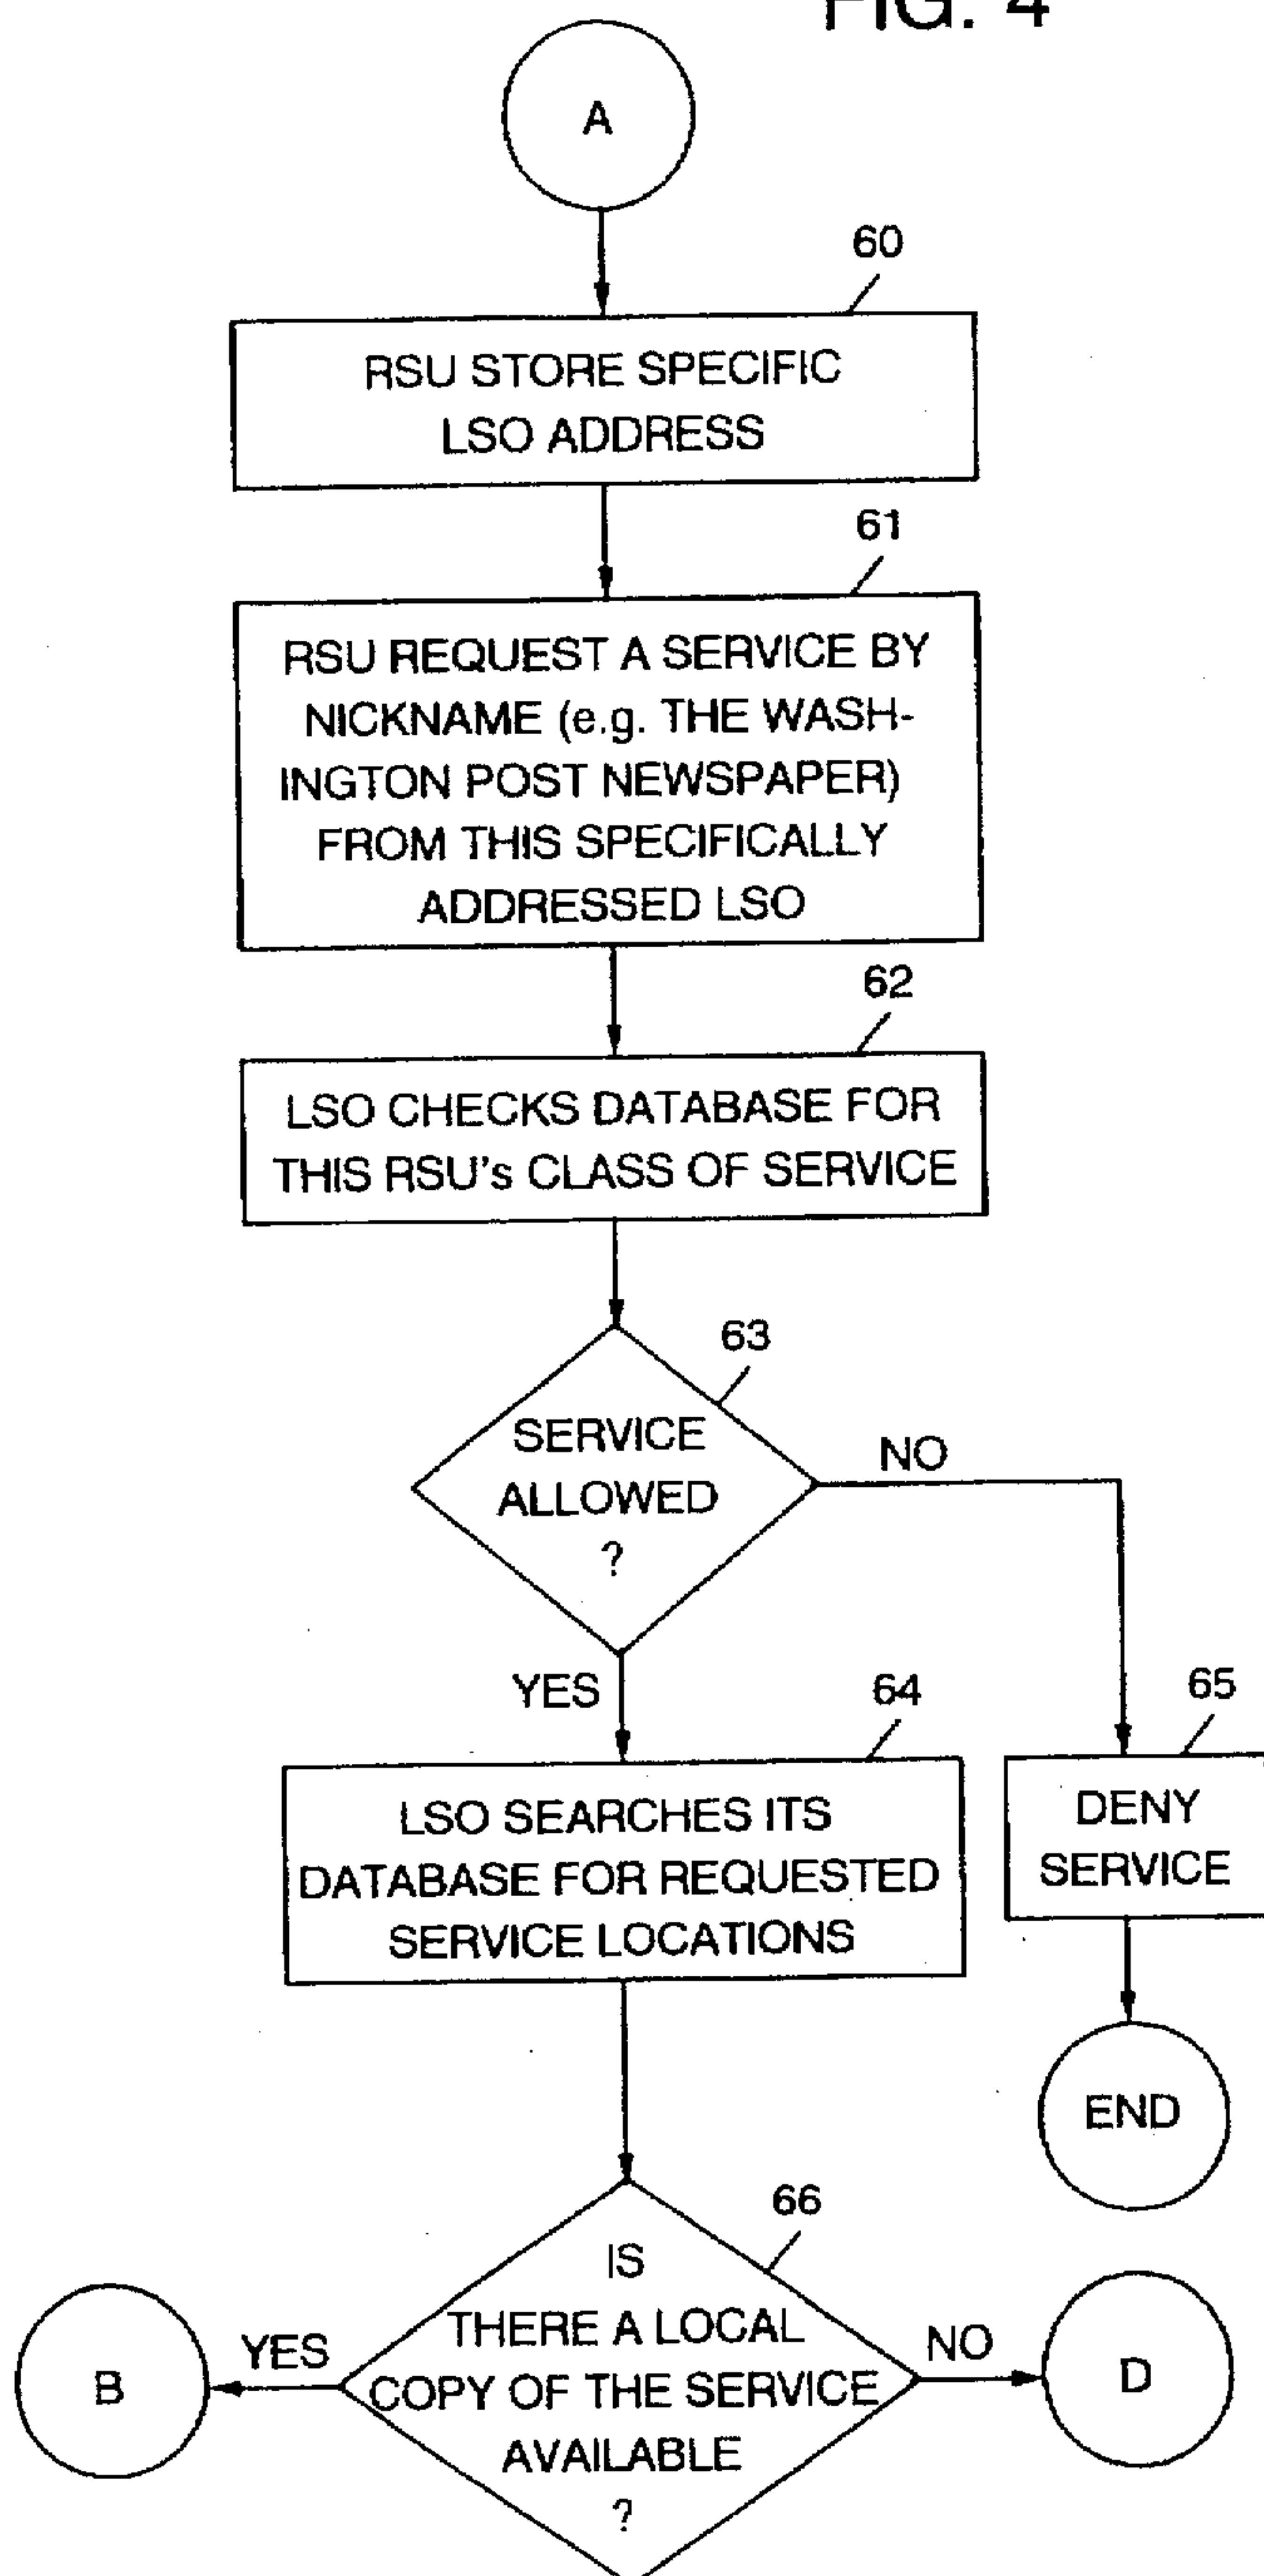 FIG. 4
A
60
RSU STORE SPECIFIC
LSO ADDRESS
61
RSU REQUEST A SERVICE BY
NICKNAME (e.g. THE WASH-
INGTON POST NEWSPAPER)
FROM THIS SPECIFICALLY
ADDRESSED LSO
62
LSO CHECKS DATABASE FOR
THIS RSU's CLASS OF SERVICE
63
SERVICE
ALLOWED
?
NO
YES
64
LSO SEARCHES ITS
DATABASE FOR REQUESTED
SERVICE LOCATIONS
65
DENY
SERVICE
END
66
IS
THERE A LOCAL
COPY OF THE SERVICE
AVAILABLE
?
YES
B
NO
D